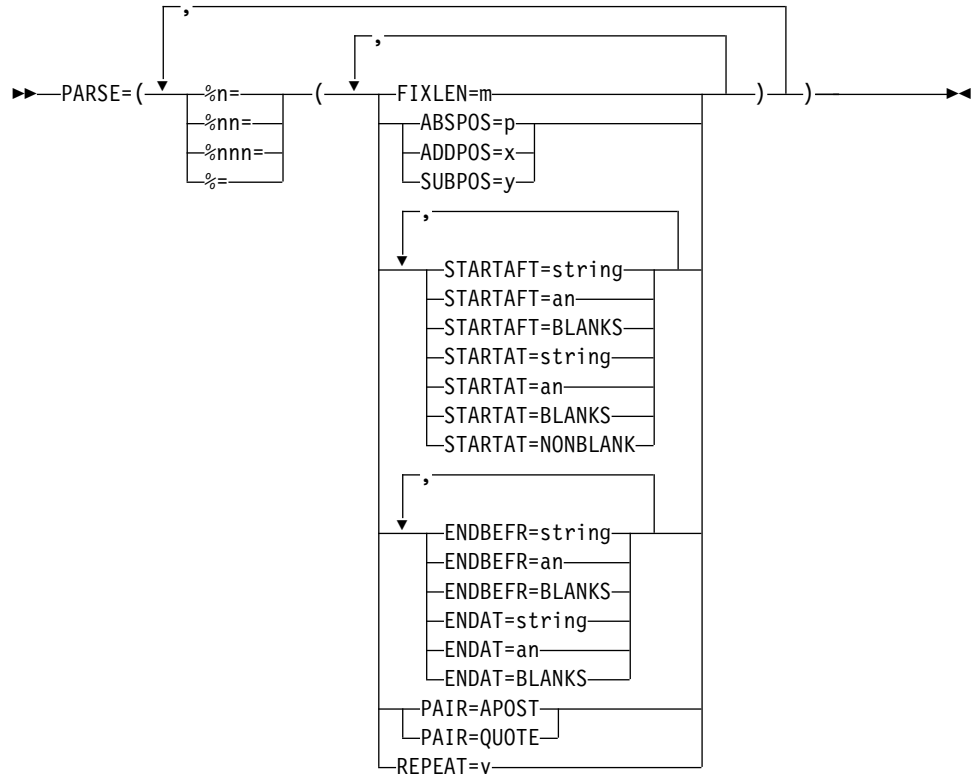 ,
,
PARSE=( %n= ( FIXLEN=m ) )
%nn= ABSPOS=p
%nnn= ADDPOS=x
%= SUBPOS=y
,
STARTAFT=string
STARTAFT=an
STARTAFT=BLANKS
STARTAT=string
STARTAT=an
STARTAT=BLANKS
STARTAT=NONBLANK
,
ENDBEFR=string
ENDBEFR=an
ENDBEFR=BLANKS
ENDAT=string
ENDAT=an
ENDAT=BLANKS
PAIR=APOST
PAIR=QUOTE
REPEAT=v